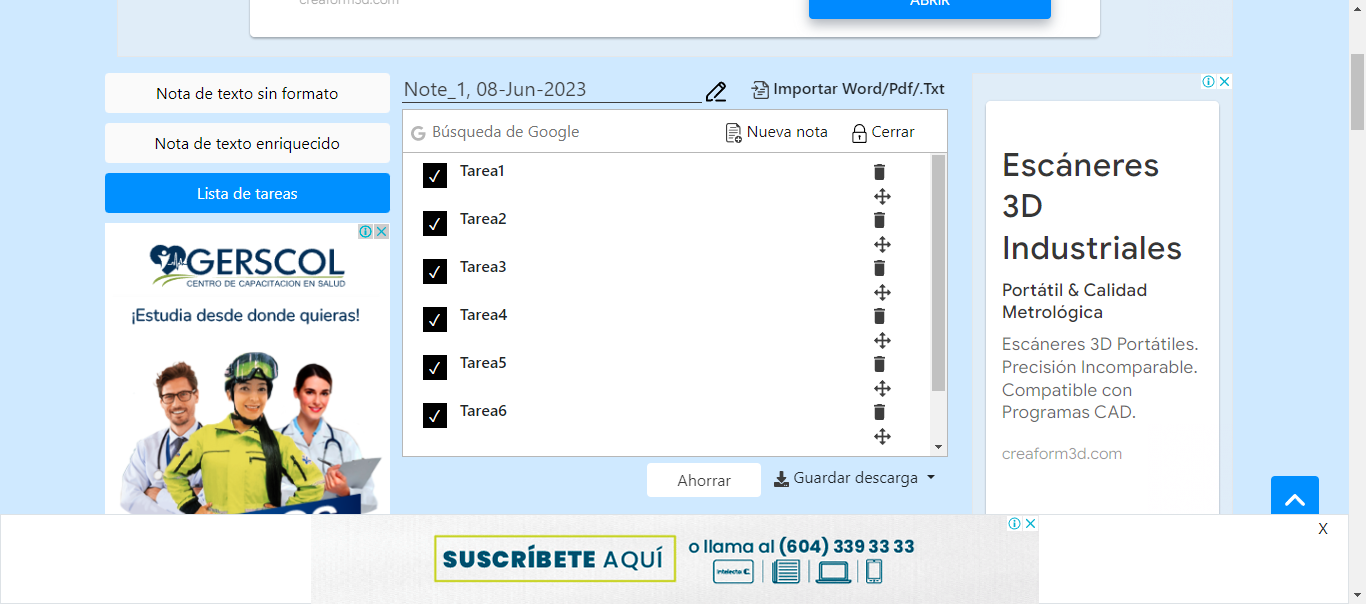 creaform3d.com
ABRIR
Nota de texto sin formato
Nota de texto enriquecido
Lista de tareas
GERSCOL
CENTRO DE CAPACITACION EN SALUD
¡Estudia desde donde quieras!
Note_1, 08-Jun-2023
Importar Word/Pdf/.Txt
Búsqueda de Google
Nueva nota
Cerrar
Tarea1
Tarea2
Tarea3
Tarea4
Tarea5
Tarea6
Ahorrar
Guardar descarga
Escáneres
3D
Industriales
Portátil & Calidad
Metrológica
Escáneres 3D Portátiles.
Precisión Incomparable.
Compatible con
Programas CAD.
creaform3d.com
SUSCRÍBETE AQUÍ
o llama al (604) 339 33 33
X